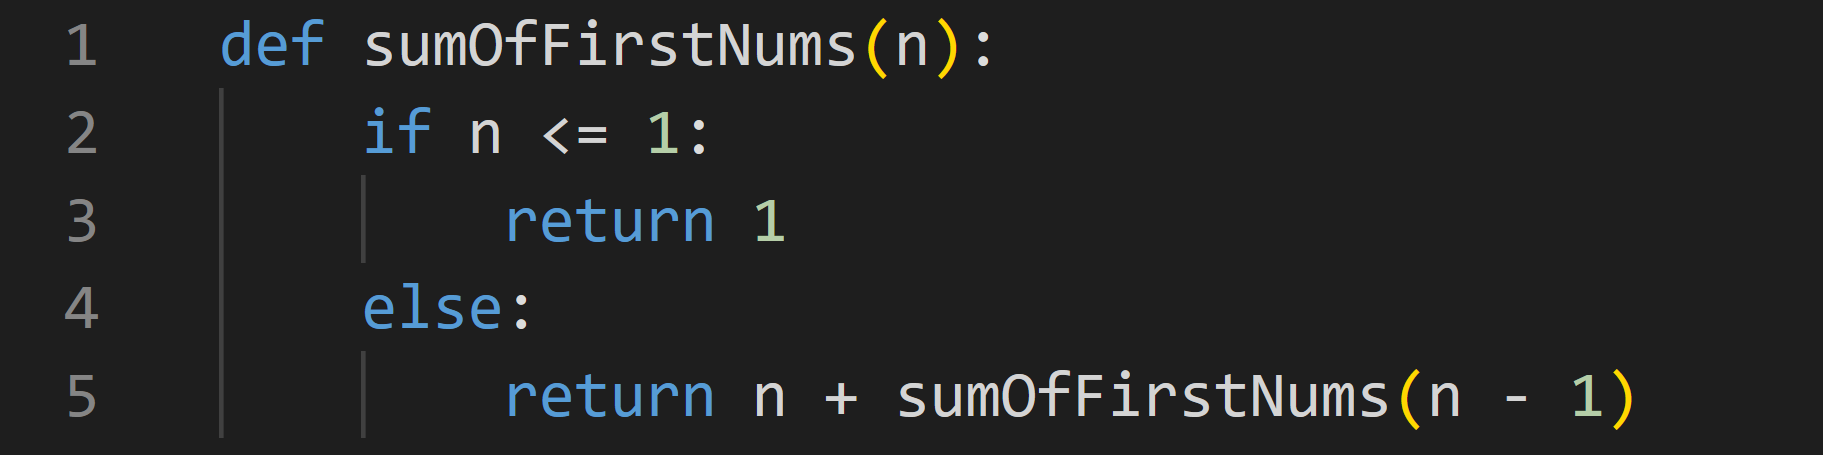 1 def sumOfFirstNums(n):
2     if n <= 1:
3         return 1
4     else:
5         return n + sumOfFirstNums(n - 1)